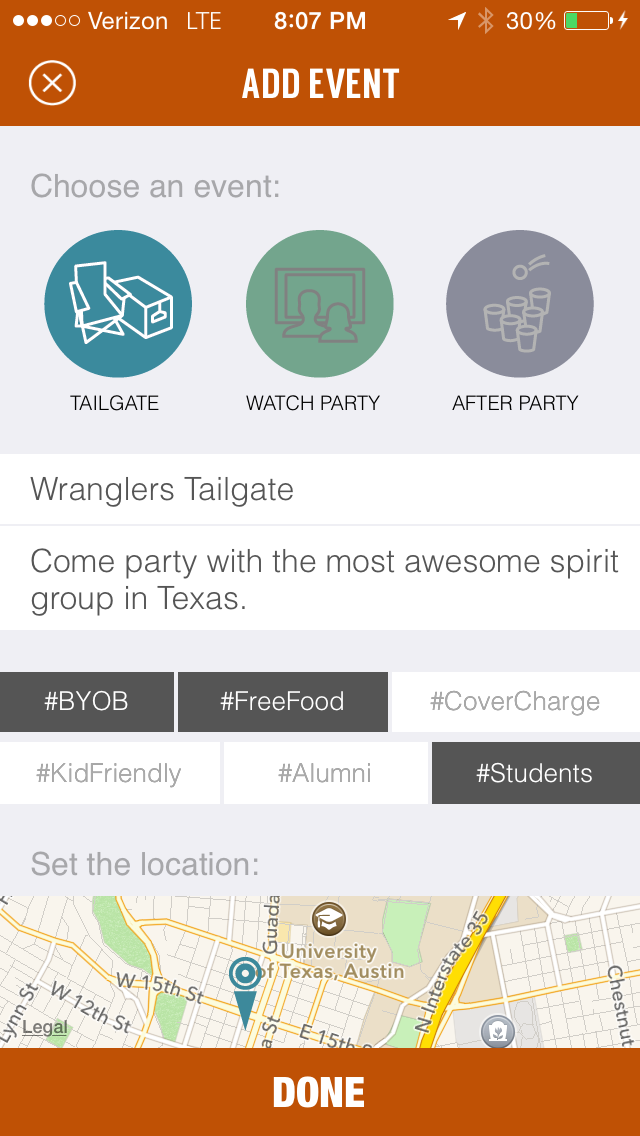 Verizon LTE 8:07 PM 30%
ADD EVENT
Choose an event:
TAILGATE WATCH PARTY AFTER PARTY
Wranglers Tailgate
Come party with the most awesome spirit
group in Texas.
#BYOB #FreeFood #CoverCharge
#KidFriendly #Alumni #Students
Set the location:
Guada
University
of Texas, Austin
N Interstate 35
W 15th St
W 12th St
Lynn St
Legal
a St
E 15th
Chestnut
DONE